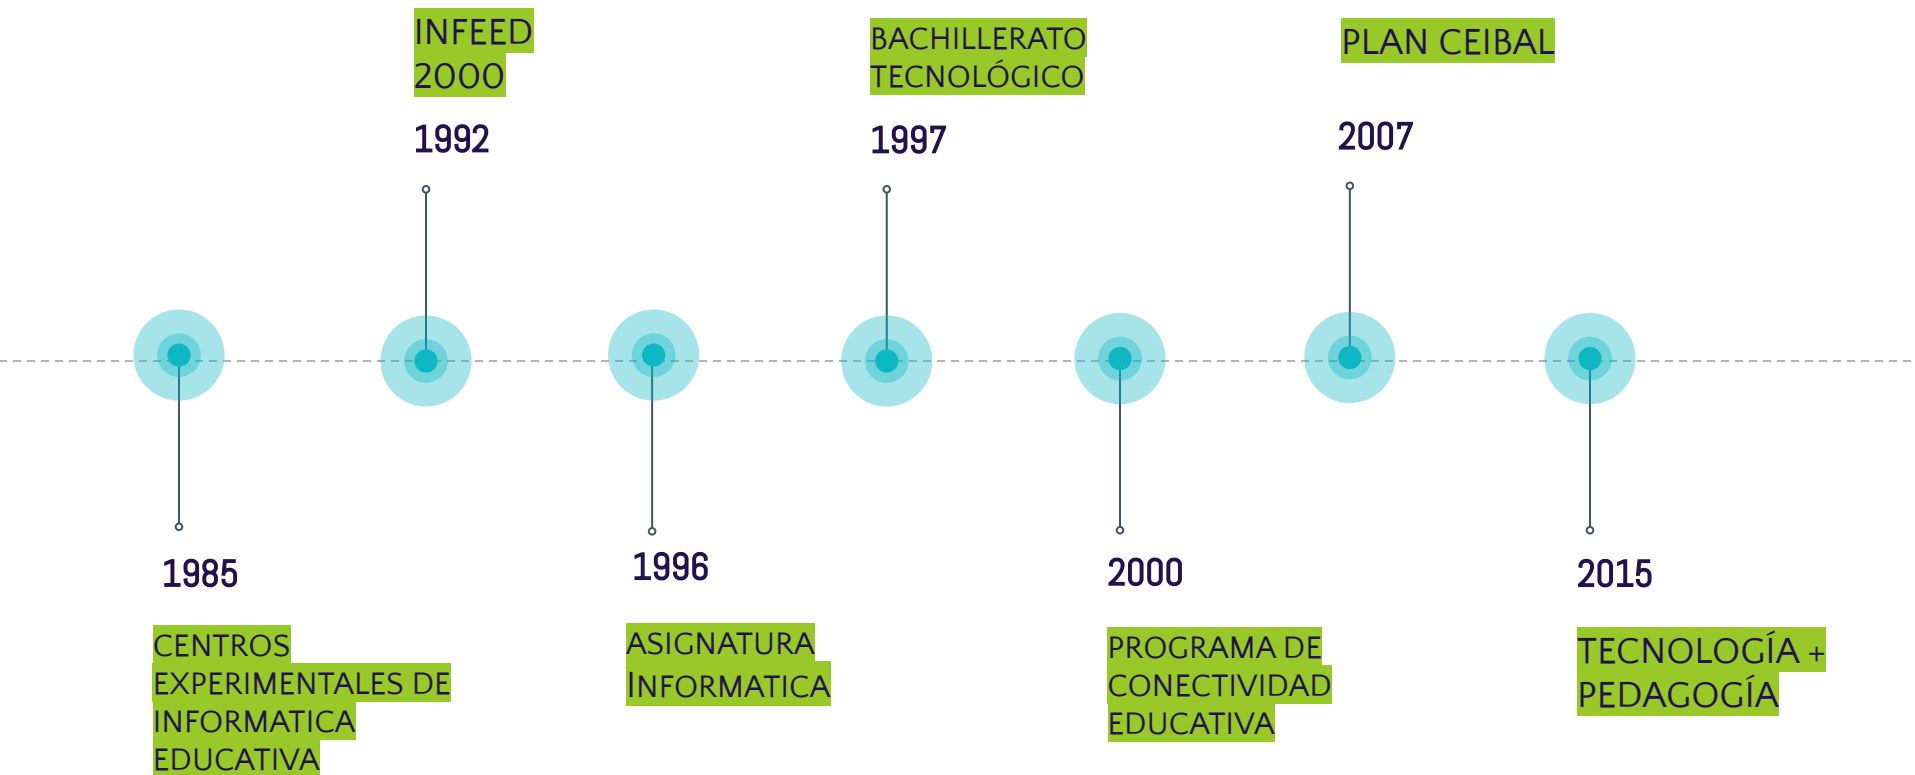 INFEED
2000
1992
BACHILLERATO
TECNOLÓGICO
1997
PLAN CEIBAL
2007
1985
CENTROS
EXPERIMENTALES DE
INFORMATICA
EDUCATIVA
1996
ASIGNATURA
INFORMATICA
2000
PROGRAMA DE
CONECTIVIDAD
EDUCATIVA
2015
TECNOLOGÍA +
PEDAGOGÍA